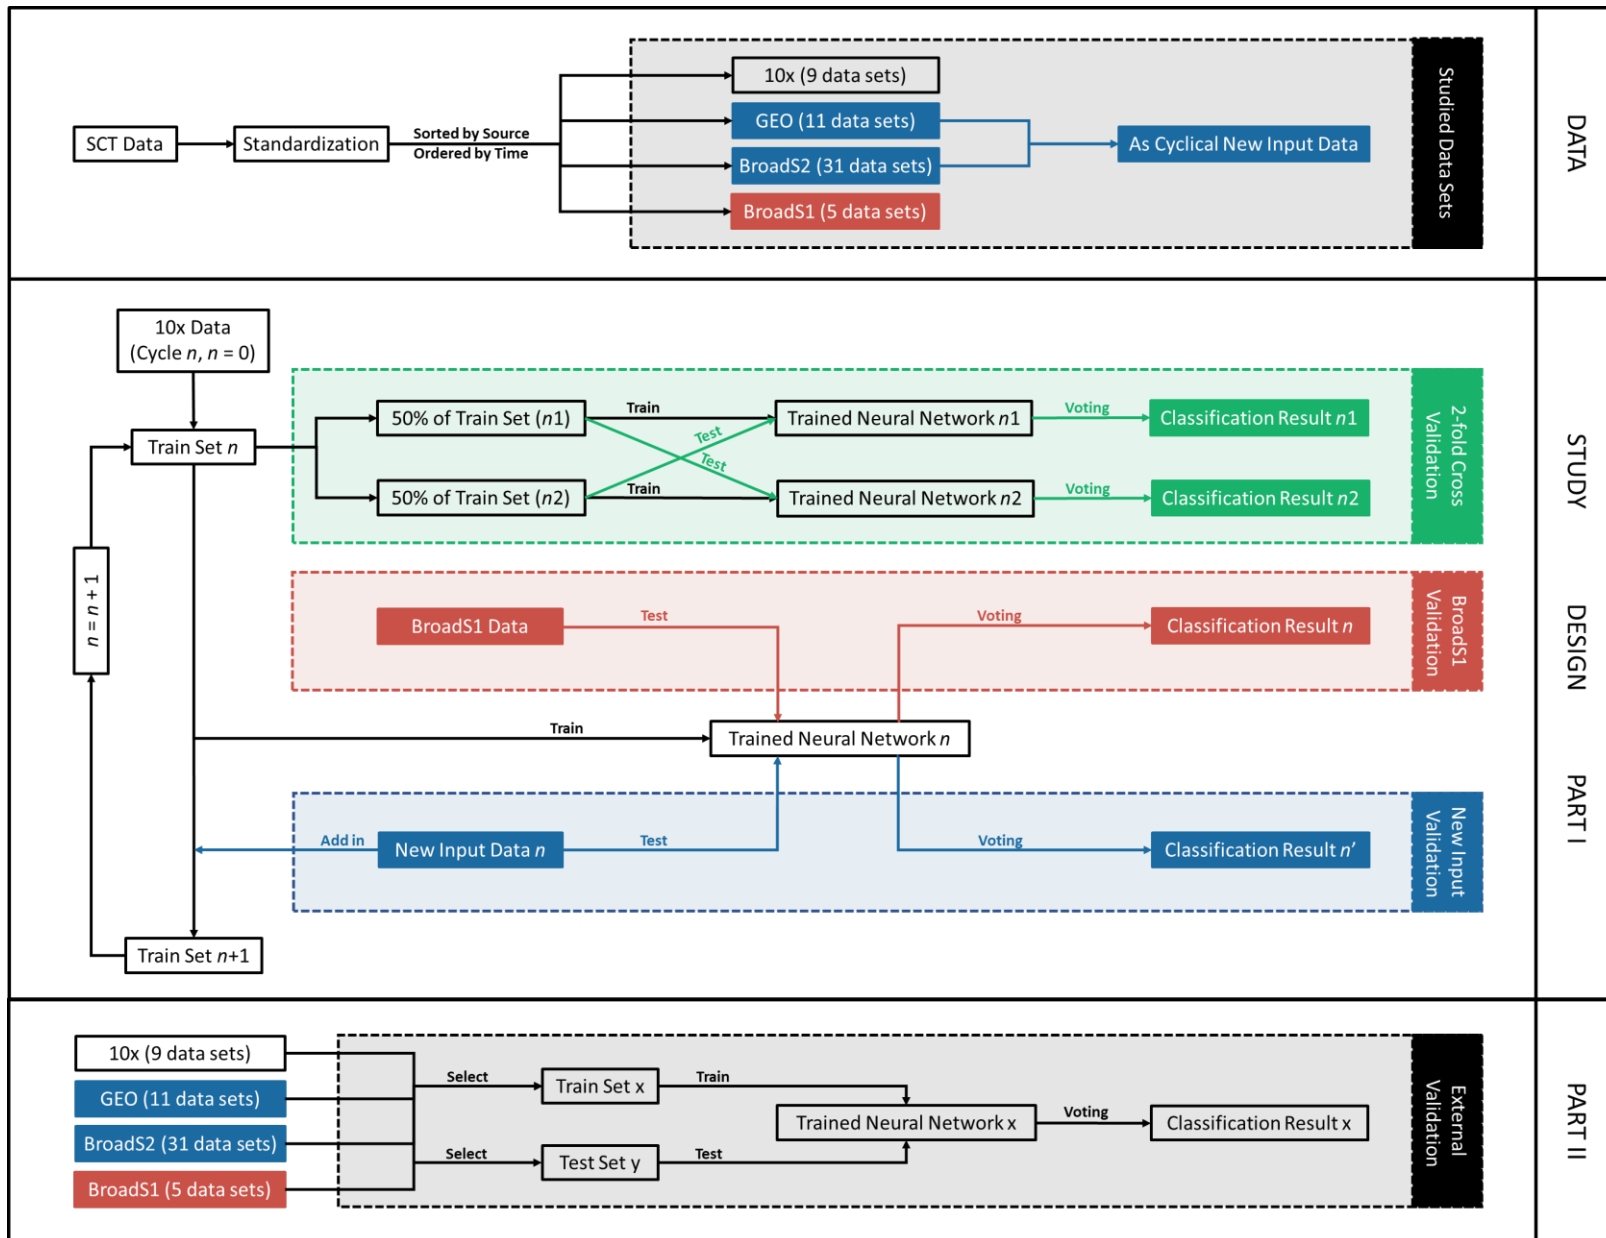 SCT Data
Standardization
Sorted by Source
Ordered by Time
10x (9 data sets)
GEO (11 data sets)
BroadS2 (31 data sets)
BroadS1 (5 data sets)
As Cyclical New Input Data
Studied Data Sets
DATA
10x Data
(Cycle n, n = 0)
Train Set n
n = n + 1
Train Set n+1
50% of Train Set (n1)
Train
Trained Neural Network n1
Voting
Classification Result n1
Test
Test
50% of Train Set (n2)
Train
Trained Neural Network n2
Voting
Classification Result n2
2-fold Cross
Validation
BroadS1 Data
Test
Voting
Classification Result n
BroadS1
Validation
Train
Trained Neural Network n
Add in
New Input Data n
Test
Voting
Classification Result n’
New Input
Validation
STUDY
DESIGN
PART I
10x (9 data sets)
GEO (11 data sets)
BroadS2 (31 data sets)
BroadS1 (5 data sets)
Select
Train Set x
Train
Select
Test Set y
Test
Trained Neural Network x
Voting
Classification Result x
External
Validation
PART II